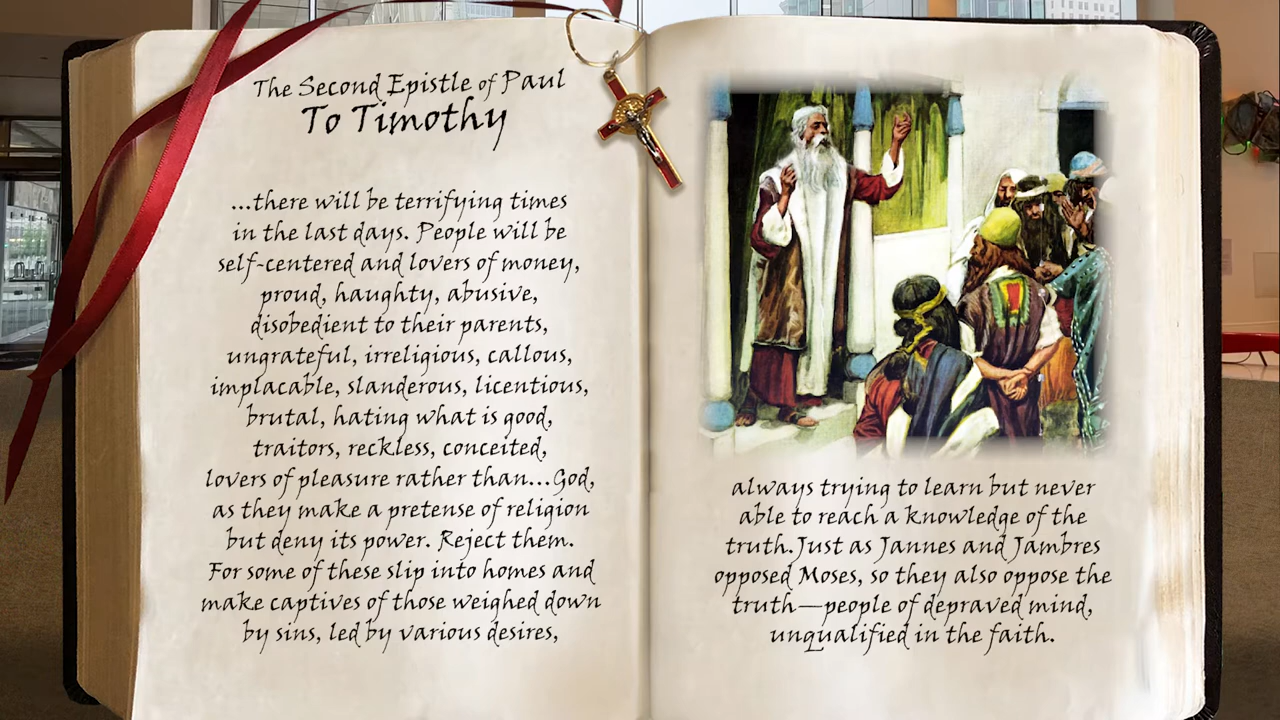 The Second Epistle of Paul
To Timothy
...there will be terrifying times
in the last days. People will be
self-centered and lovers of money,
proud, haughty, abusive,
disobedient to their parents,
ungrateful, irreligious, callous,
implacable, slanderous, licentious,
brutal, hating what is good,
traitors, reckless, conceited,
lovers of pleasure rather than...God,
as they make a pretense of religion
but deny its power. Reject them.
For some of these slip into homes and
make captives of those weighed down
by sins, led by various desires,
always trying to learn but never
able to reach a knowledge of the
truth. Just as Jannes and Jambres
opposed Moses, so they also oppose the
truth—people of depraved mind,
unqualified in the faith.